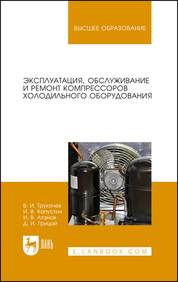 ВЫСШЕЕ ОБРАЗОВАНИЕ
ЭКСПЛУАТАЦИЯ, ОБСЛУЖИВАНИЕ
И РЕМОНТ КОМПРЕССОРОВ
ХОЛОДИЛЬНОГО ОБОРУДОВАНИЯ
В. И. Трухачев
И. В. Капустин
И. В. Атанов
Д. И. Грицай
ЛАНЬ
E.LANBOOK.COM